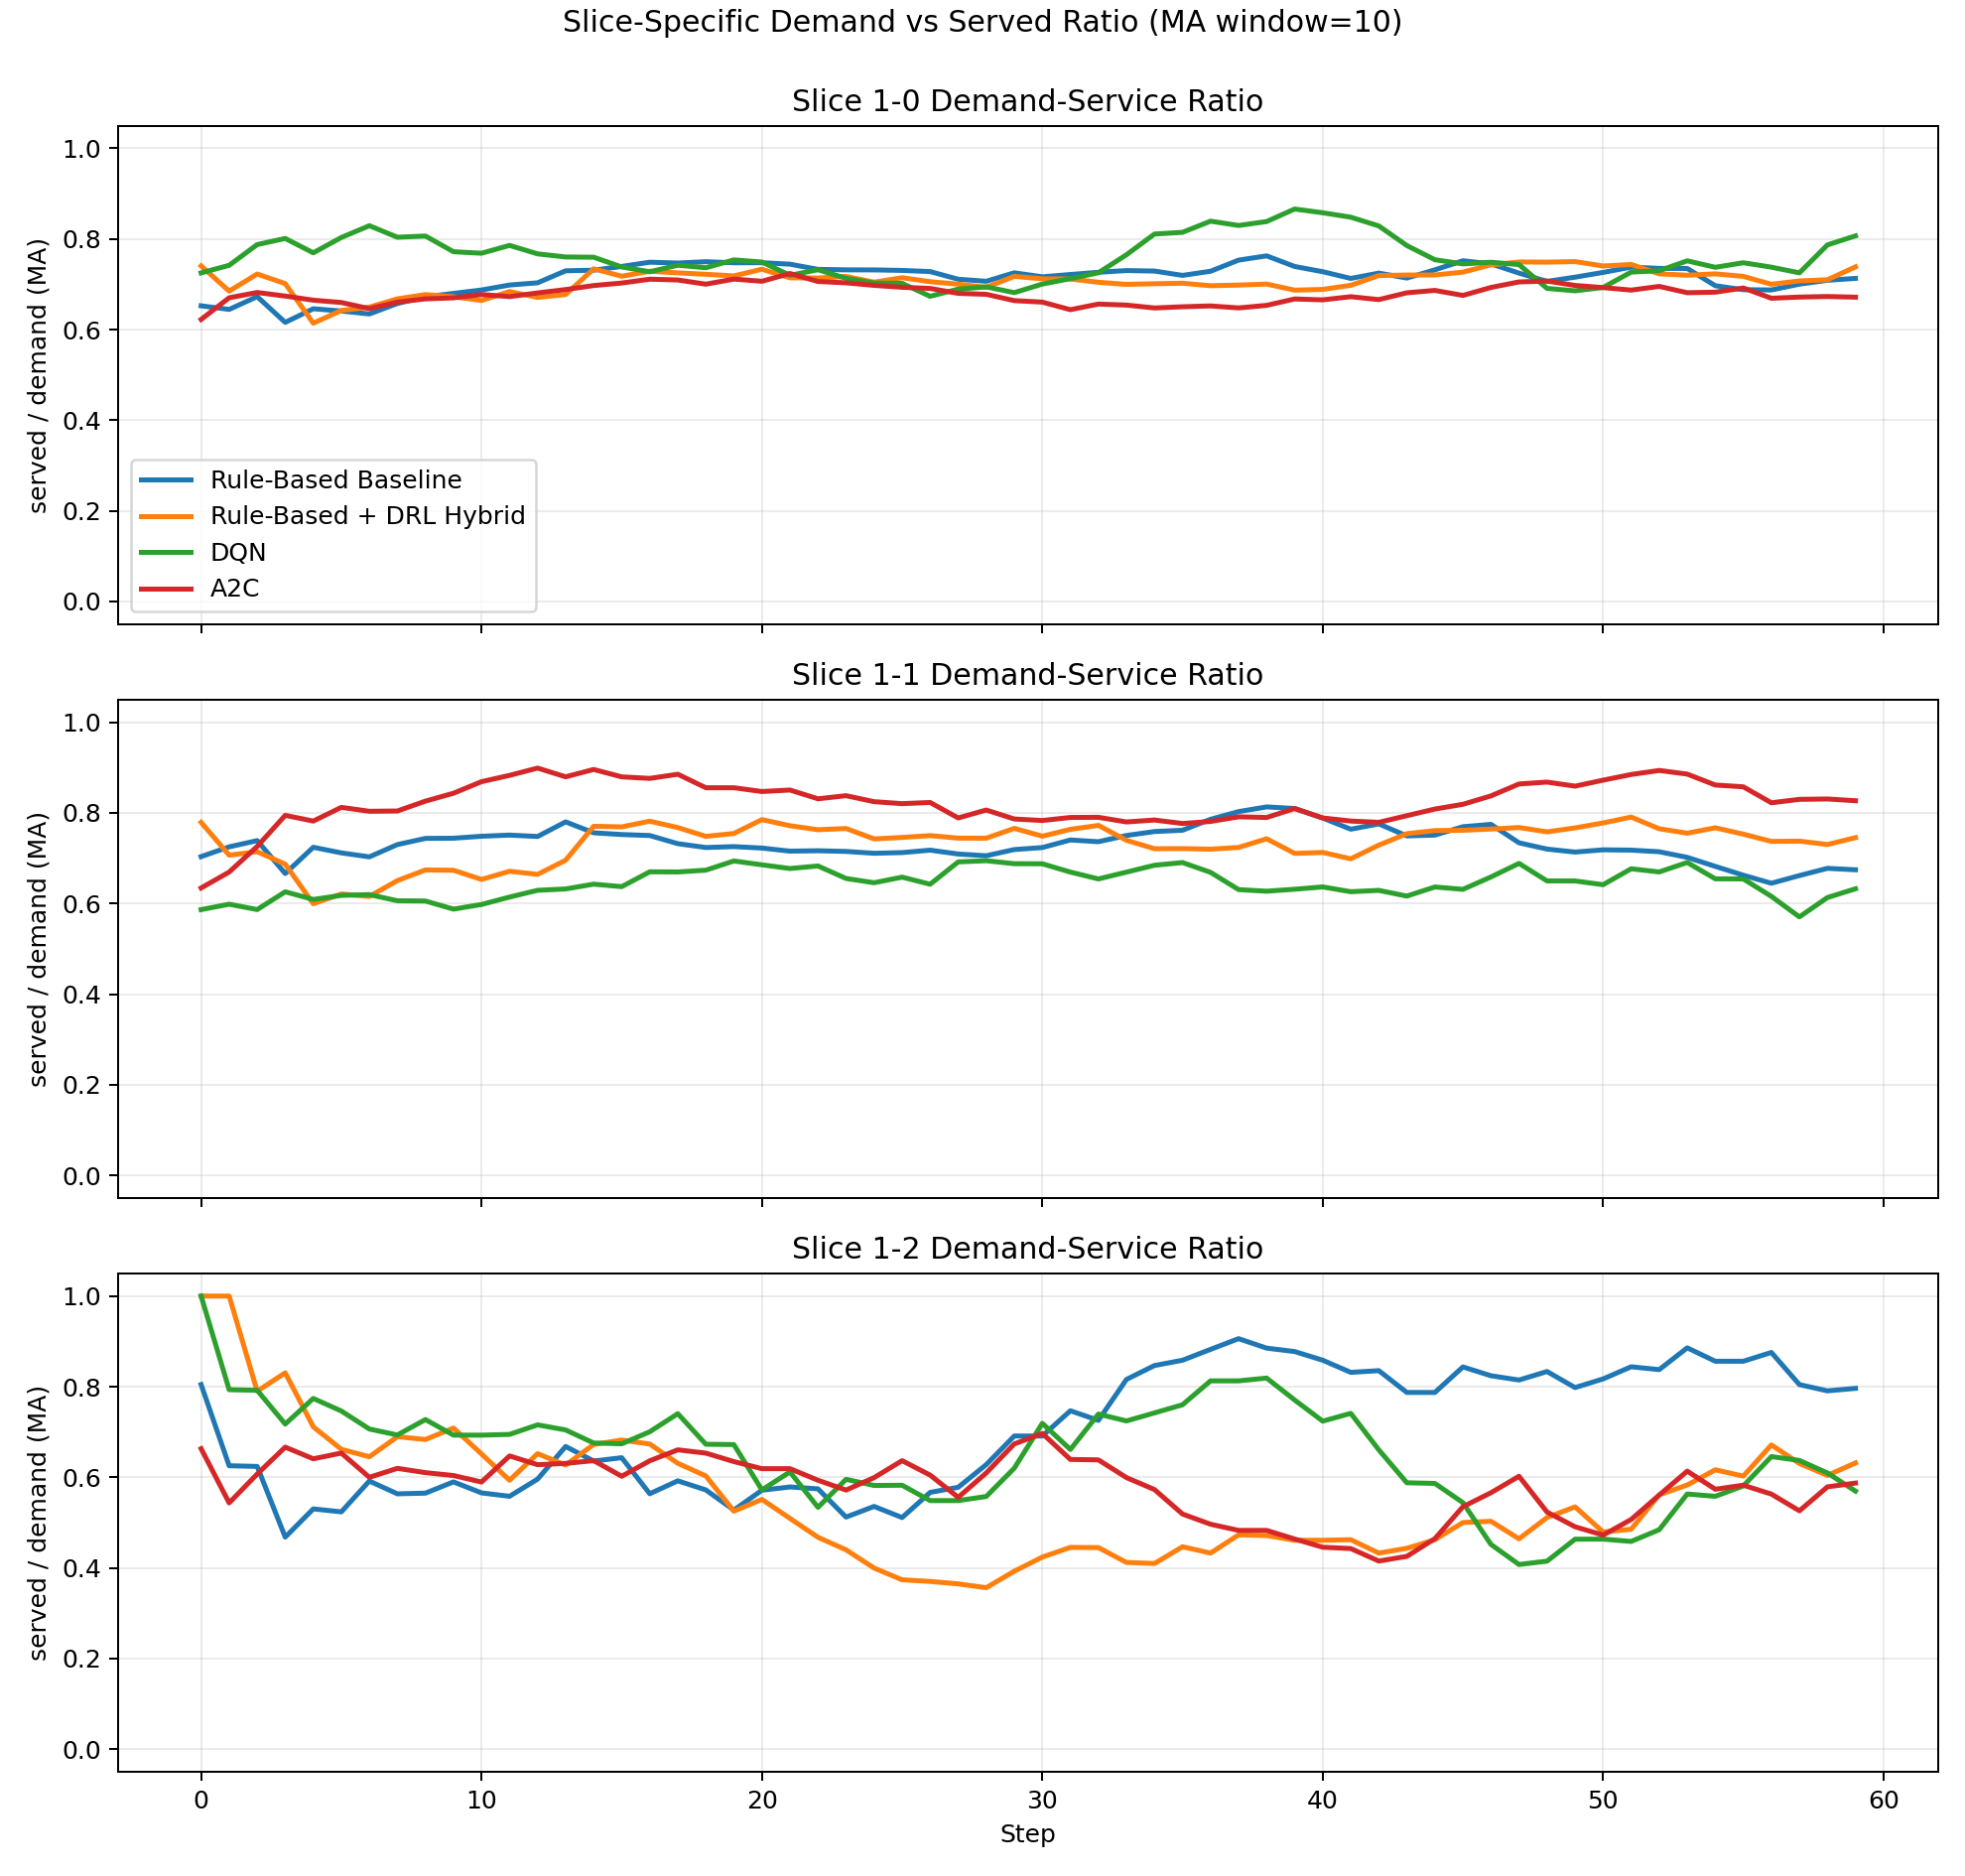 Slice-Specific Demand vs Served Ratio (MA window=10)
Slice 1-0 Demand-Service Ratio
served / demand (MA)
1.0
0.8
0.6
0.4
0.2
0.0
Rule-Based Baseline
Rule-Based + DRL Hybrid
DQN
A2C
Slice 1-1 Demand-Service Ratio
served / demand (MA)
1.0
0.8
0.6
0.4
0.2
0.0
Slice 1-2 Demand-Service Ratio
served / demand (MA)
1.0
0.8
0.6
0.4
0.2
0.0
0 10 20 30 40 50 60
Step